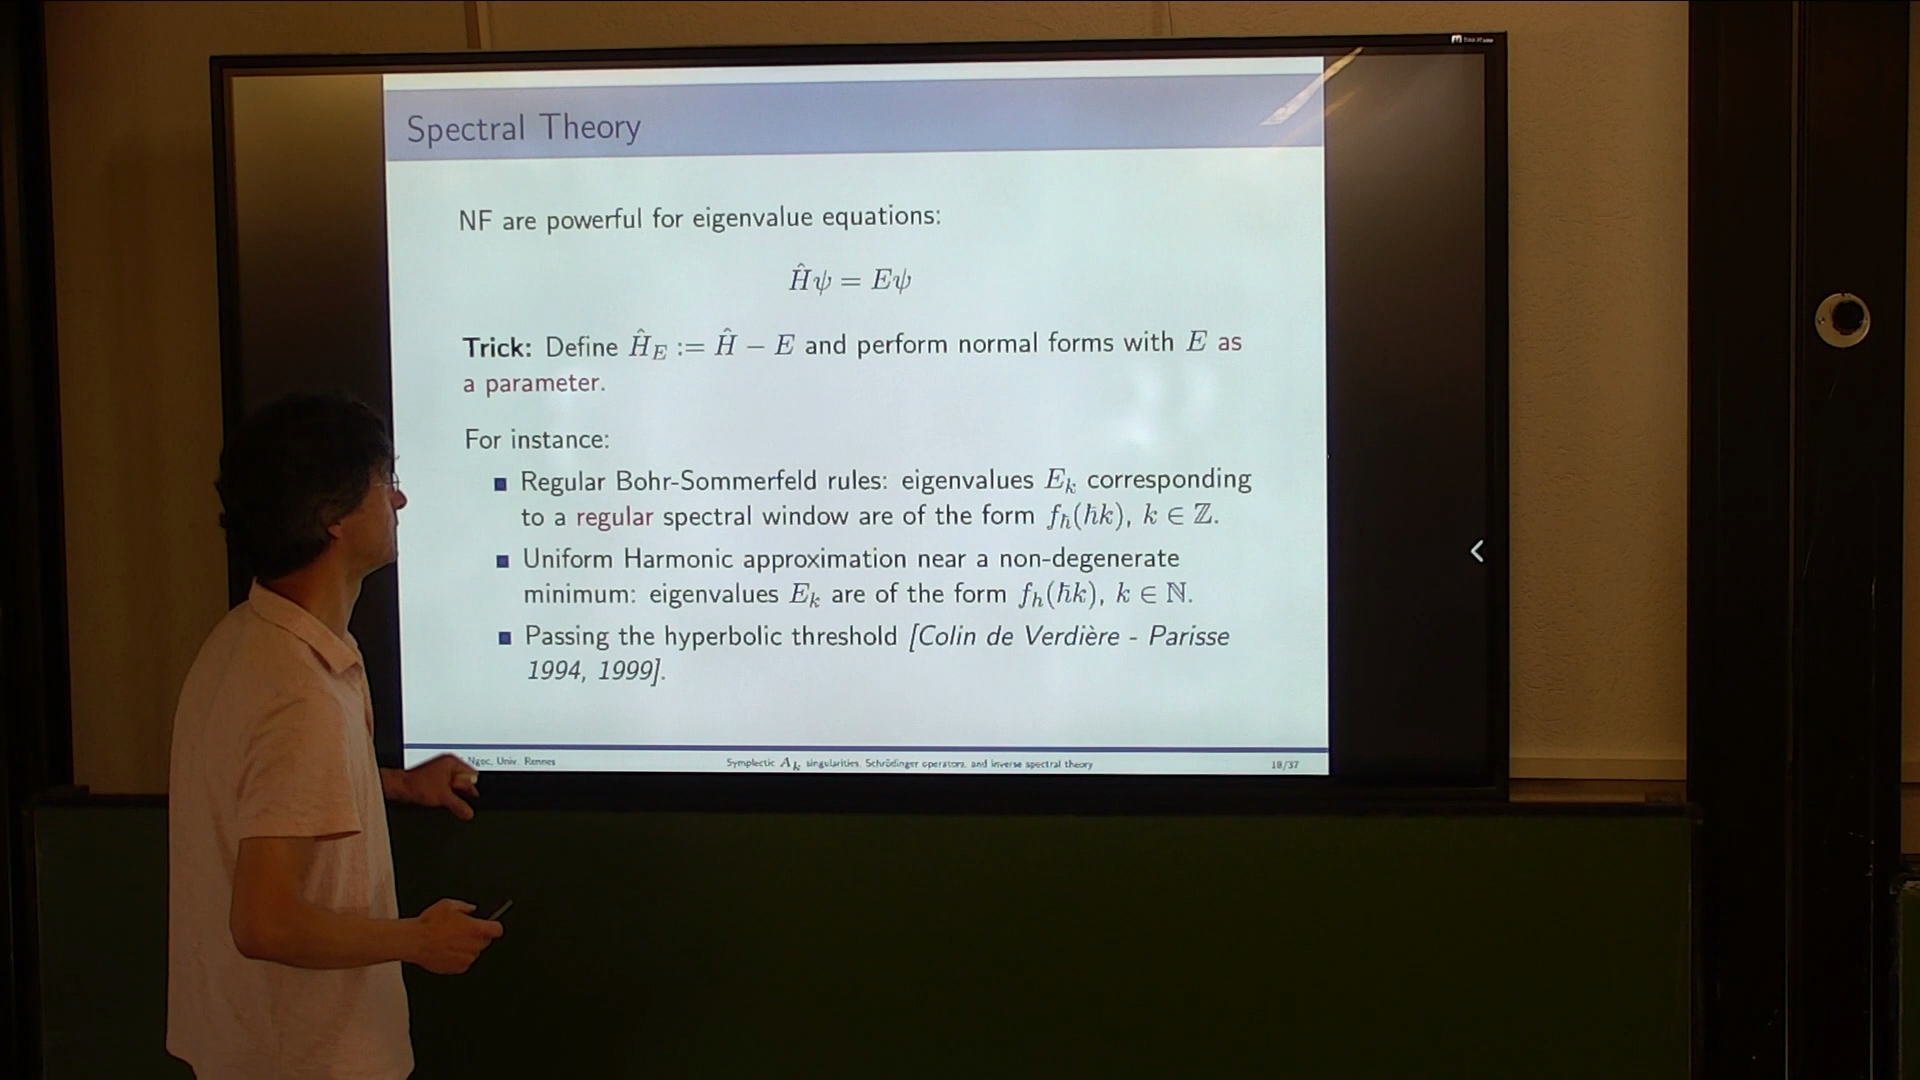 Spectral Theory
NF are powerful for eigenvalue equations:
Ĥψ = Eψ
Trick: Define Ĥ_E := Ĥ − E and perform normal forms with E as
a parameter.
For instance:
■ Regular Bohr-Sommerfeld rules: eigenvalues E_k corresponding
to a regular spectral window are of the form f_ħ(ħk), k ∈ ℤ.
■ Uniform Harmonic approximation near a non-degenerate
minimum: eigenvalues E_k are of the form f_ħ(ħk), k ∈ ℕ.
■ Passing the hyperbolic threshold [Colin de Verdière - Parisse
1994, 1999].
Ngoc, Univ. Rennes
Symplectic A_k singularities, Schrödinger operators, and inverse spectral theory
18/37